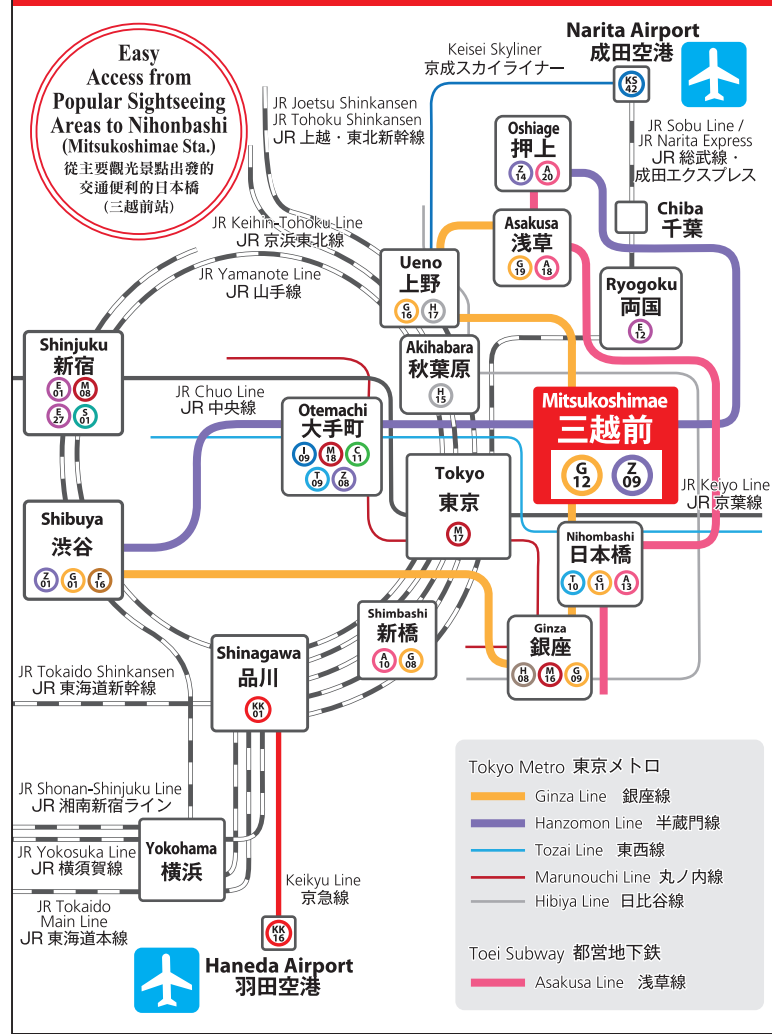 Easy
Access from
Popular Sightseeing
Areas to Nihonbashi
(Mitsukoshimae Sta.)
從主要觀光景點出發的
交通便利的日本橋
(三越前站)
Narita Airport
成田空港
KS
42
Keisei Skyliner
京成スカイライナー
JR Joetsu Shinkansen
JR Tohoku Shinkansen
JR 上越・東北新幹線
Oshiage
押上
Z
14
A
20
JR Sobu Line /
JR Narita Express
JR 総武線・
成田エクスプレス
Chiba
千葉
Asakusa
浅草
G
19
A
18
JR Keihin-Tohoku Line
JR 京浜東北線
JR Yamanote Line
JR 山手線
Ueno
上野
G
16
H
17
Ryogoku
両国
E
12
Shinjuku
新宿
E
01
M
08
E
27
S
01
Akihabara
秋葉原
H
15
JR Chuo Line
JR 中央線
Otemachi
大手町
I
09
M
18
C
11
T
09
Z
08
Mitsukoshimae
三越前
G
12
Z
09
Tokyo
東京
M
17
JR Keiyo Line
JR 京葉線
Shibuya
渋谷
Z
01
G
01
F
16
Nihombashi
日本橋
T
10
G
11
A
13
Shimbashi
新橋
A
10
G
08
Ginza
銀座
H
08
M
16
G
09
Shinagawa
品川
KK
01
JR Tokaido Shinkansen
JR 東海道新幹線
JR Shonan-Shinjuku Line
JR 湘南新宿ライン
JR Yokosuka Line
JR 横須賀線
JR Tokaido
Main Line
JR 東海道本線
Yokohama
横浜
Keikyu Line
京急線
KK
16
Haneda Airport
羽田空港
Tokyo Metro 東京メトロ
Ginza Line 銀座線
Hanzomon Line 半蔵門線
Tozai Line 東西線
Marunouchi Line 丸ノ内線
Hibiya Line 日比谷線
Toei Subway 都営地下鉄
Asakusa Line 浅草線